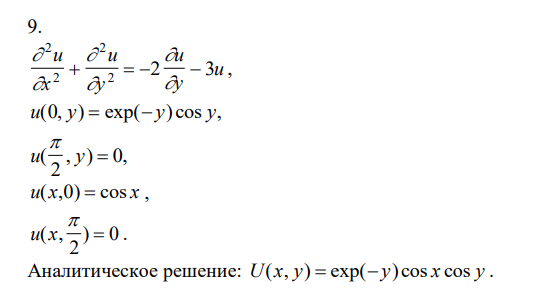 9.
∂²u/∂x² + ∂²u/∂y² = −2 ∂u/∂y − 3u ,
u(0, y) = exp(−y) cos y,
u(π/2 , y) = 0,
u(x,0) = cos x ,
u(x, π/2) = 0 .
Аналитическое решение: U(x, y) = exp(−y) cos x cos y .